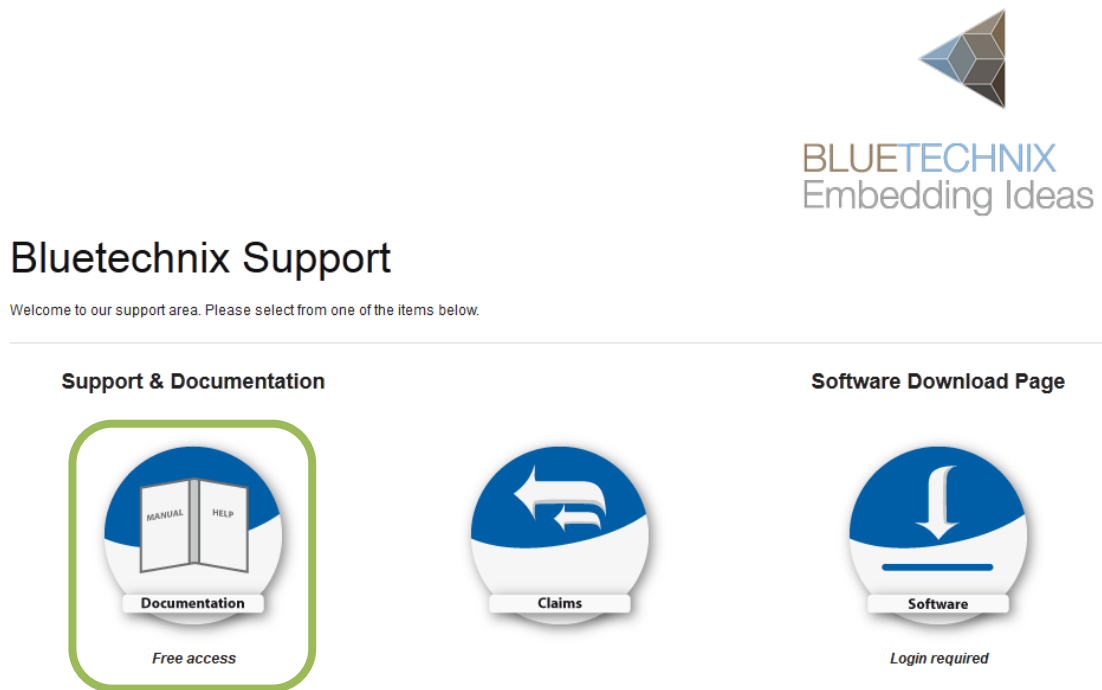 BLUETECHNIX
Embedding Ideas
Bluetechnix Support
Welcome to our support area. Please select from one of the items below.
Support & Documentation
Software Download Page
MANUAL
HELP
Documentation
Claims
Software
Free access
Login required